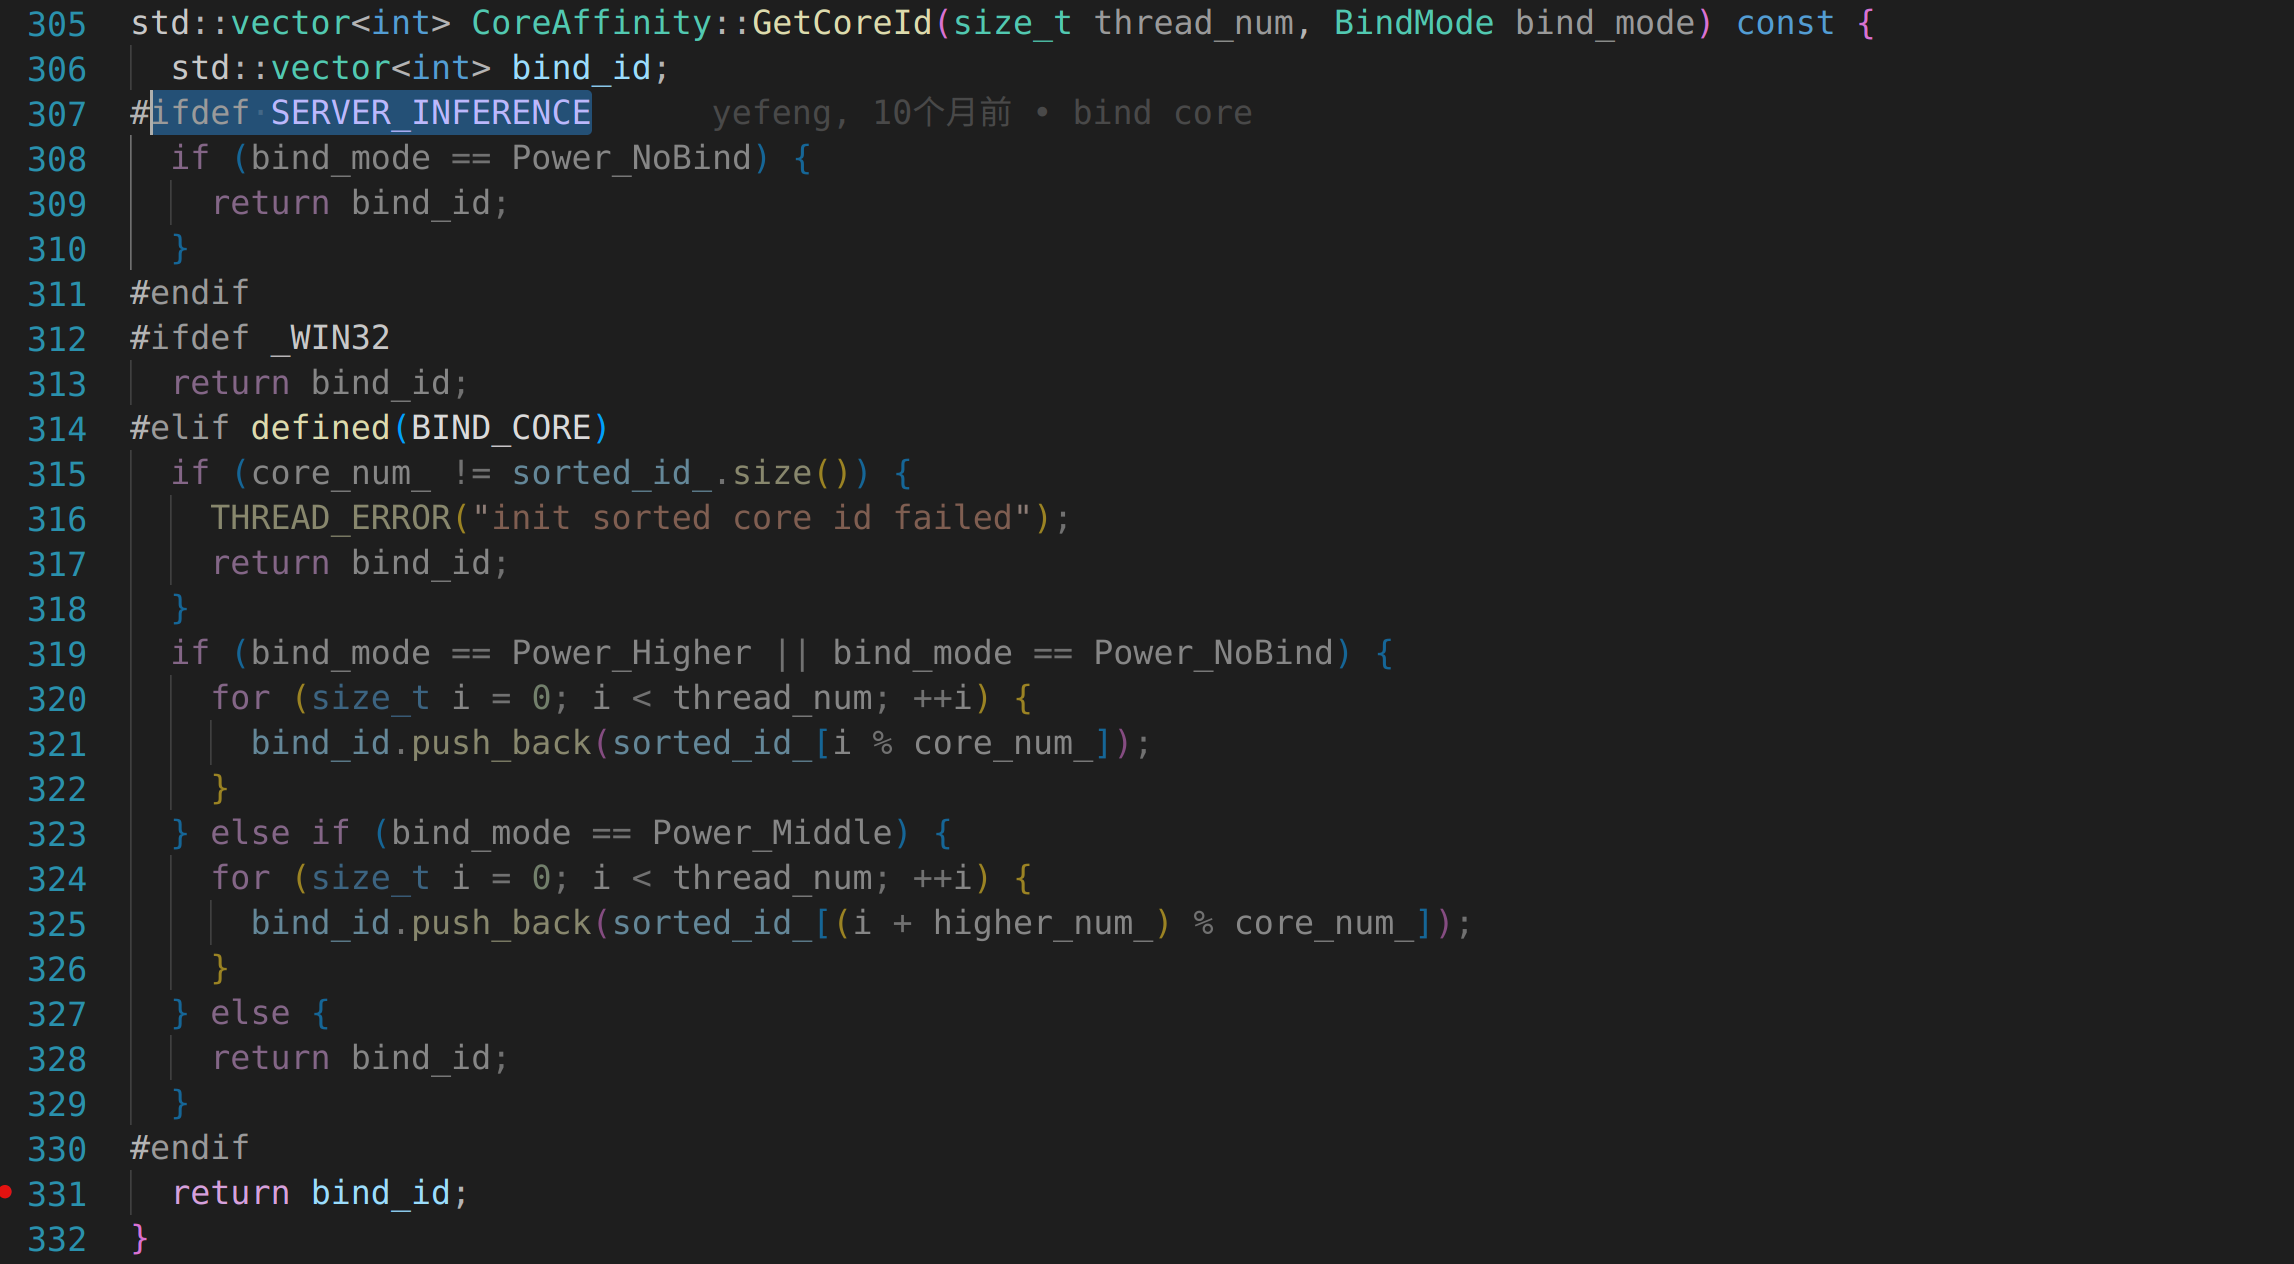 305 std::vector<int> CoreAffinity::GetCoreId(size_t thread_num, BindMode bind_mode) const {
306   std::vector<int> bind_id;
307 #ifdef SERVER_INFERENCE      yefeng, 10个月前 • bind core
308   if (bind_mode == Power_NoBind) {
309     return bind_id;
310   }
311 #endif
312 #ifdef _WIN32
313   return bind_id;
314 #elif defined(BIND_CORE)
315   if (core_num_ != sorted_id_.size()) {
316     THREAD_ERROR("init sorted core id failed");
317     return bind_id;
318   }
319   if (bind_mode == Power_Higher || bind_mode == Power_NoBind) {
320     for (size_t i = 0; i < thread_num; ++i) {
321       bind_id.push_back(sorted_id_[i % core_num_]);
322     }
323   } else if (bind_mode == Power_Middle) {
324     for (size_t i = 0; i < thread_num; ++i) {
325       bind_id.push_back(sorted_id_[(i + higher_num_) % core_num_]);
326     }
327   } else {
328     return bind_id;
329   }
330 #endif
331   return bind_id;
332 }